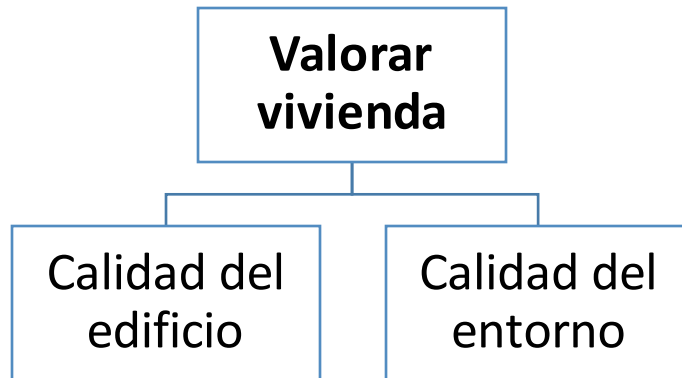 Valorar
vivienda
Calidad del
edificio
Calidad del
entorno